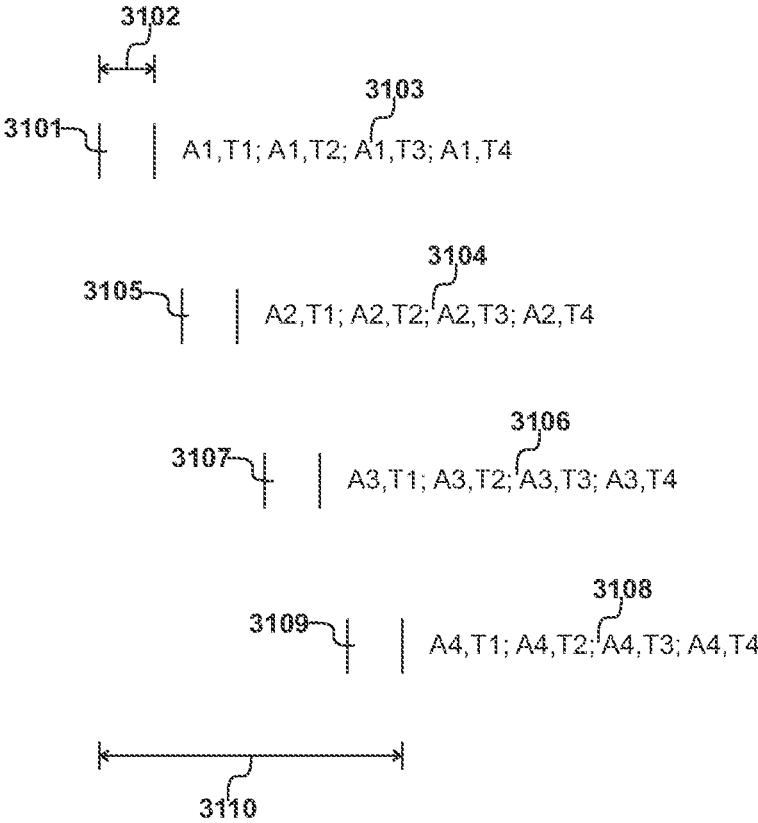 3102
3103
3101
A1,T1; A1,T2; A1,T3; A1,T4
3104
3105
A2,T1; A2,T2; A2,T3; A2,T4
3106
3107
A3,T1; A3,T2; A3,T3; A3,T4
3108
3109
A4,T1; A4,T2; A4,T3; A4,T4
3110